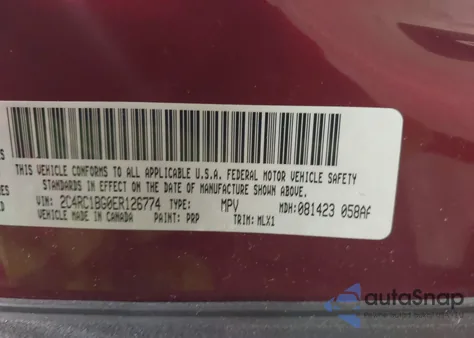 THIS VEHICLE CONFORMS TO ALL APPLICABLE U.S.A. FEDERAL MOTOR VEHICLE SAFETY
STANDARDS IN EFFECT ON THE DATE OF MANUFACTURE SHOWN ABOVE.
VIN: 2C4RC1BG0ER126774 TYPE: MPV MDH: 081423 058AF
VEHICLE MADE IN CANADA PAINT: PRP TRIM: MLX1
autoSnap